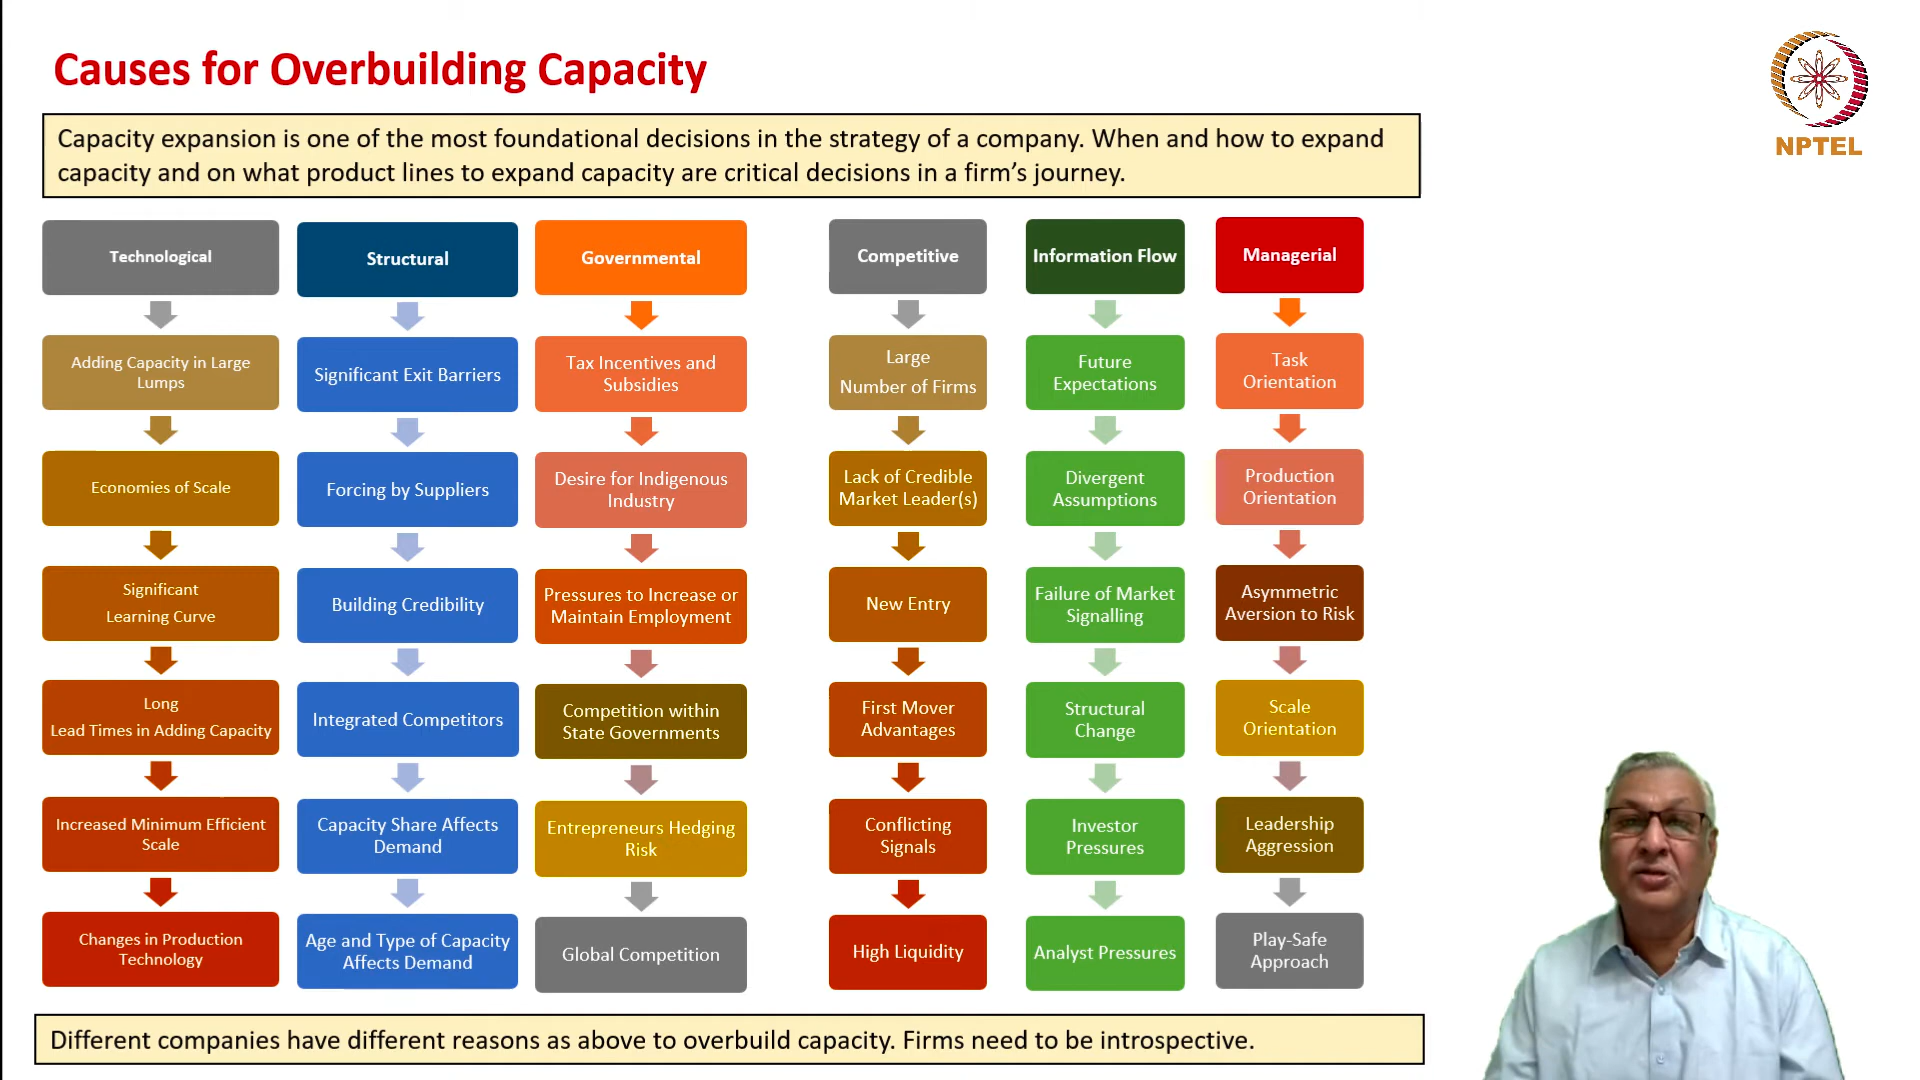 Causes for Overbuilding Capacity
NPTEL
Capacity expansion is one of the most foundational decisions in the strategy of a company. When and how to expand
capacity and on what product lines to expand capacity are critical decisions in a firm's journey.
Technological
Adding Capacity in Large
Lumps
Economies of Scale
Significant
Learning Curve
Long
Lead Times in Adding Capacity
Increased Minimum Efficient
Scale
Changes in Production
Technology
Structural
Significant Exit Barriers
Forcing by Suppliers
Building Credibility
Integrated Competitors
Capacity Share Affects
Demand
Age and Type of Capacity
Affects Demand
Governmental
Tax Incentives and
Subsidies
Desire for Indigenous
Industry
Pressures to Increase or
Maintain Employment
Competition within
State Governments
Entrepreneurs Hedging
Risk
Global Competition
Competitive
Large
Number of Firms
Lack of Credible
Market Leader(s)
New Entry
First Mover
Advantages
Conflicting
Signals
High Liquidity
Information Flow
Future
Expectations
Divergent
Assumptions
Failure of Market
Signalling
Structural
Change
Investor
Pressures
Analyst Pressures
Managerial
Task
Orientation
Production
Orientation
Asymmetric
Aversion to Risk
Scale
Orientation
Leadership
Aggression
Play-Safe
Approach
Different companies have different reasons as above to overbuild capacity. Firms need to be introspective.